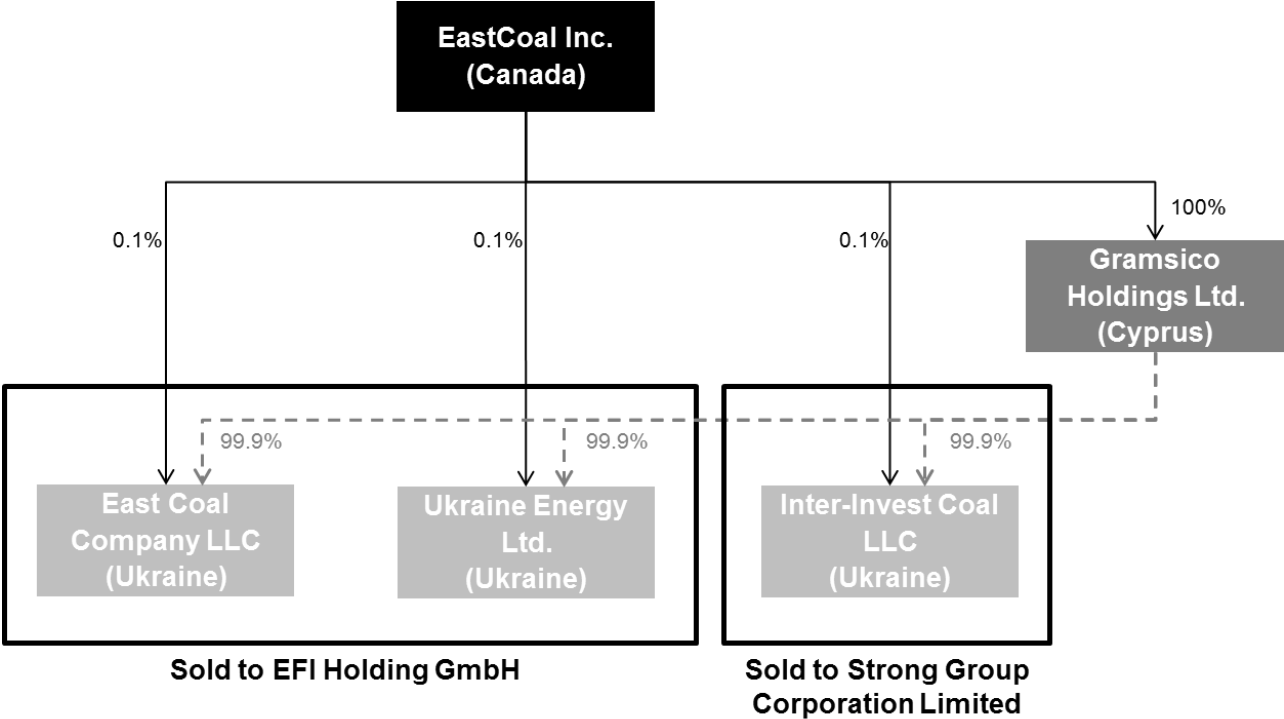 EastCoal Inc.
(Canada)
100%
0.1%
0.1%
0.1%
Gramsico
Holdings Ltd.
(Cyprus)
99.9%
99.9%
99.9%
East Coal
Company LLC
(Ukraine)
Ukraine Energy
Ltd.
(Ukraine)
Inter-Invest Coal
LLC
(Ukraine)
Sold to EFI Holding GmbH
Sold to Strong Group
Corporation Limited